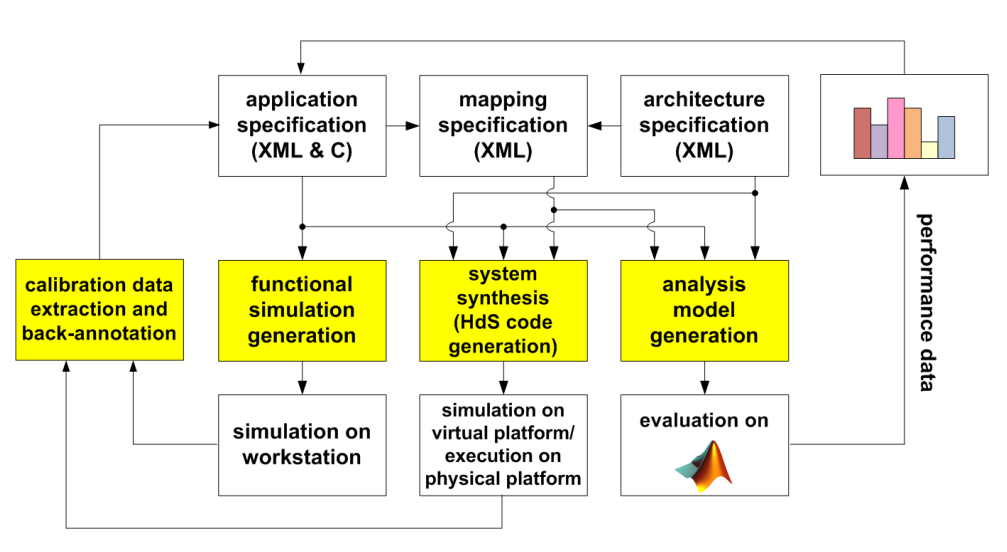 application
specification
(XML & C)
mapping
specification
(XML)
architecture
specification
(XML)
performance data
calibration data
extraction and
back-annotation
functional
simulation
generation
system
synthesis
(HdS code
generation)
analysis
model
generation
simulation on
workstation
simulation on
virtual platform/
execution on
physical platform
evaluation on